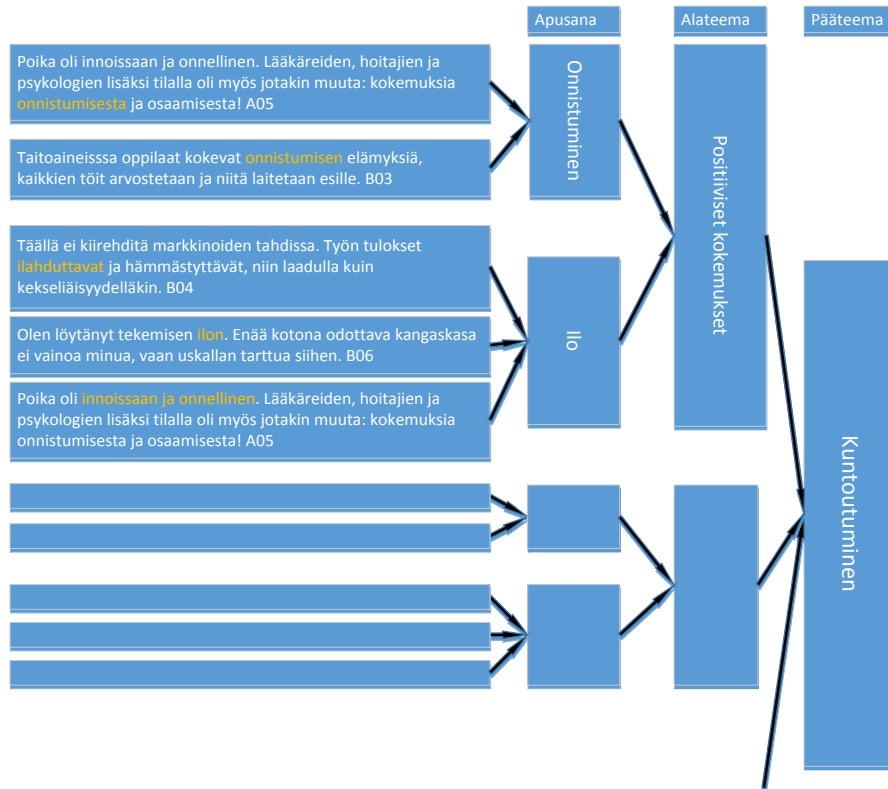 Apusana
Alateema
Pääteema
Poika oli innoissaan ja onnellinen. Lääkäreiden, hoitajien ja
psykologien lisäksi tilalla oli myös jotakin muuta: kokemuksia
onnistumisesta ja osaamisesta! A05
Taitoaineisssa oppilaat kokevat onnistumisen elämyksiä,
kaikkien töit arvostetaan ja niitä laitetaan esille. B03
Onnistuminen
Täällä ei kiirehditä markkinoiden tahdissa. Työn tulokset
ilahduttavat ja hämmästyttävät, niin laadulla kuin
kekseliäisyydelläkin. B04
Olen löytänyt tekemisen ilon. Enää kotona odottava kangaskasa
ei vainoa minua, vaan uskallan tarttua siihen. B06
Poika oli innoissaan ja onnellinen. Lääkäreiden, hoitajien ja
psykologien lisäksi tilalla oli myös jotakin muuta: kokemuksia
onnistumisesta ja osaamisesta! A05
Ilo
Positiiviset kokemukset
Kuntoutuminen